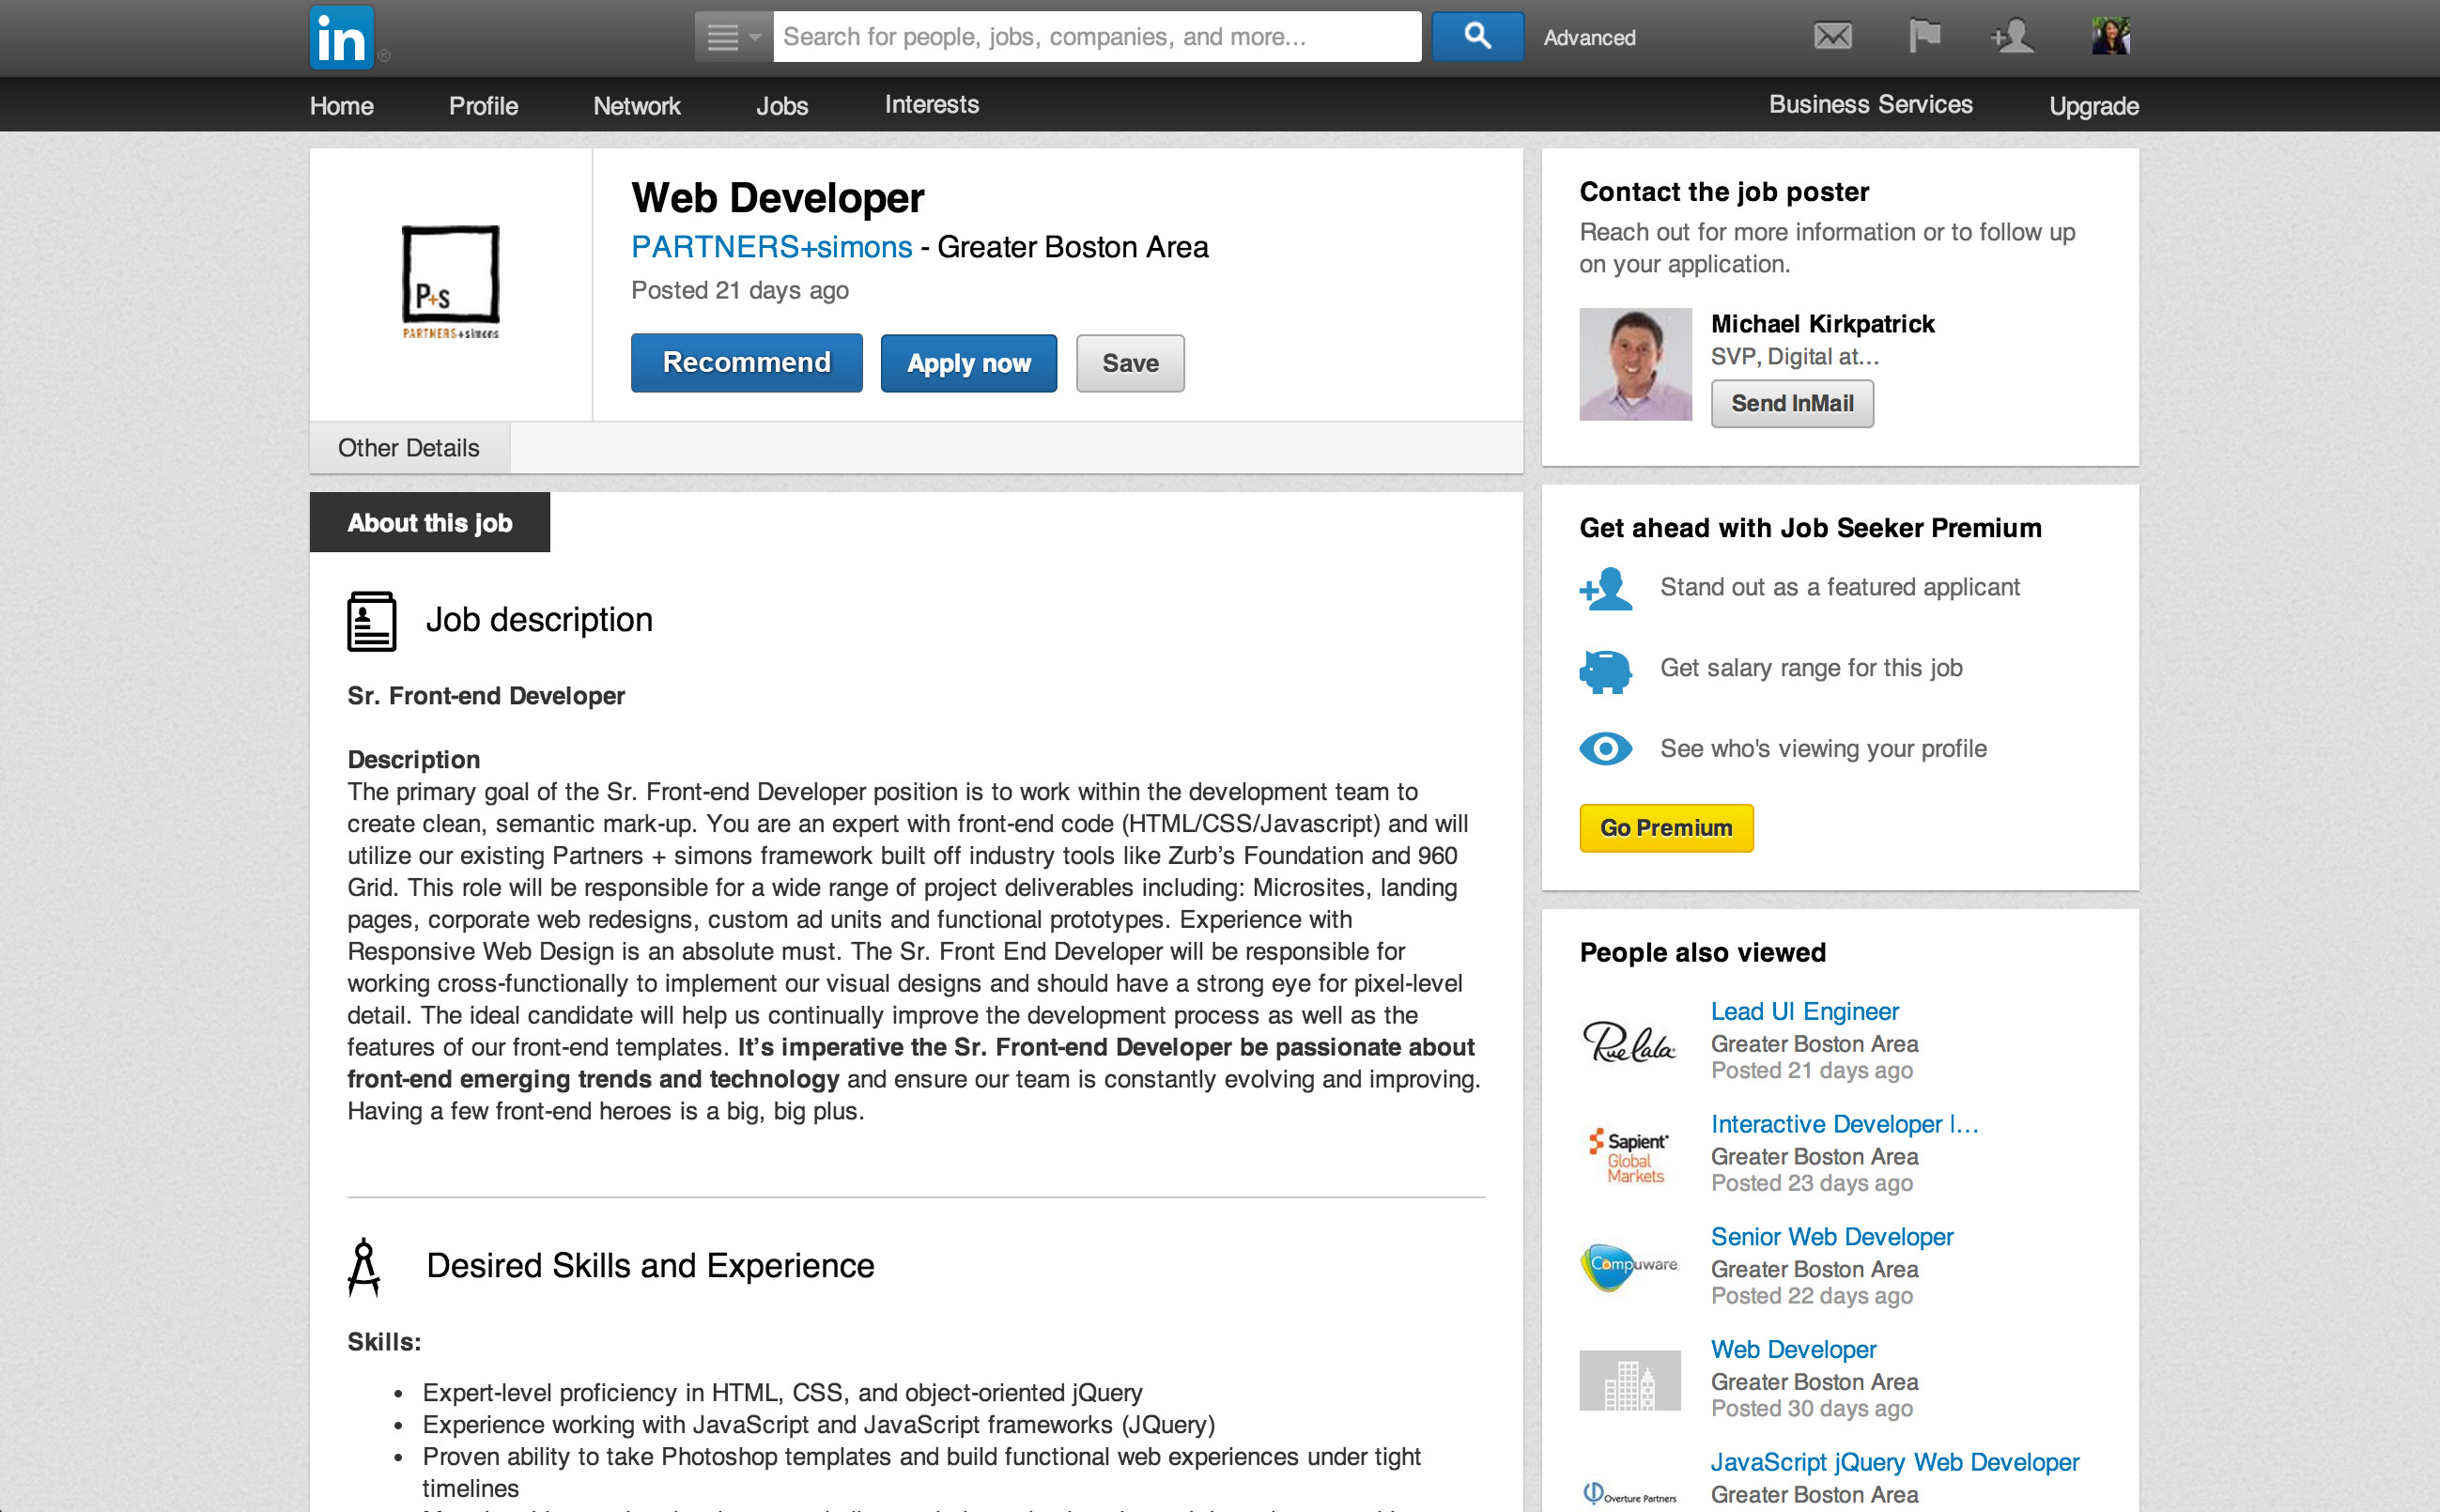 in ®
Search for people, jobs, companies, and more...
Advanced
Home Profile Network Jobs Interests Business Services Upgrade
P+S
PARTNERS+simons
Web Developer
PARTNERS+simons - Greater Boston Area
Posted 21 days ago
Recommend Apply now Save
Other Details
Contact the job poster
Reach out for more information or to follow up
on your application.
Michael Kirkpatrick
SVP, Digital at...
Send InMail
About this job
Job description
Sr. Front-end Developer
Description
The primary goal of the Sr. Front-end Developer position is to work within the development team to
create clean, semantic mark-up. You are an expert with front-end code (HTML/CSS/Javascript) and will
utilize our existing Partners + simons framework built off industry tools like Zurb’s Foundation and 960
Grid. This role will be responsible for a wide range of project deliverables including: Microsites, landing
pages, corporate web redesigns, custom ad units and functional prototypes. Experience with
Responsive Web Design is an absolute must. The Sr. Front End Developer will be responsible for
working cross-functionally to implement our visual designs and should have a strong eye for pixel-level
detail. The ideal candidate will help us continually improve the development process as well as the
features of our front-end templates. It’s imperative the Sr. Front-end Developer be passionate about
front-end emerging trends and technology and ensure our team is constantly evolving and improving.
Having a few front-end heroes is a big, big plus.
Desired Skills and Experience
Skills:
• Expert-level proficiency in HTML, CSS, and object-oriented jQuery
• Experience working with JavaScript and JavaScript frameworks (JQuery)
• Proven ability to take Photoshop templates and build functional web experiences under tight
timelines
Get ahead with Job Seeker Premium
Stand out as a featured applicant
Get salary range for this job
See who's viewing your profile
Go Premium
People also viewed
RueLaLa
Lead UI Engineer
Greater Boston Area
Posted 21 days ago
Sapient
Global
Markets
Interactive Developer |...
Greater Boston Area
Posted 23 days ago
Compuware
Senior Web Developer
Greater Boston Area
Posted 22 days ago
Web Developer
Greater Boston Area
Posted 30 days ago
Overture Partners
JavaScript jQuery Web Developer
Greater Boston Area